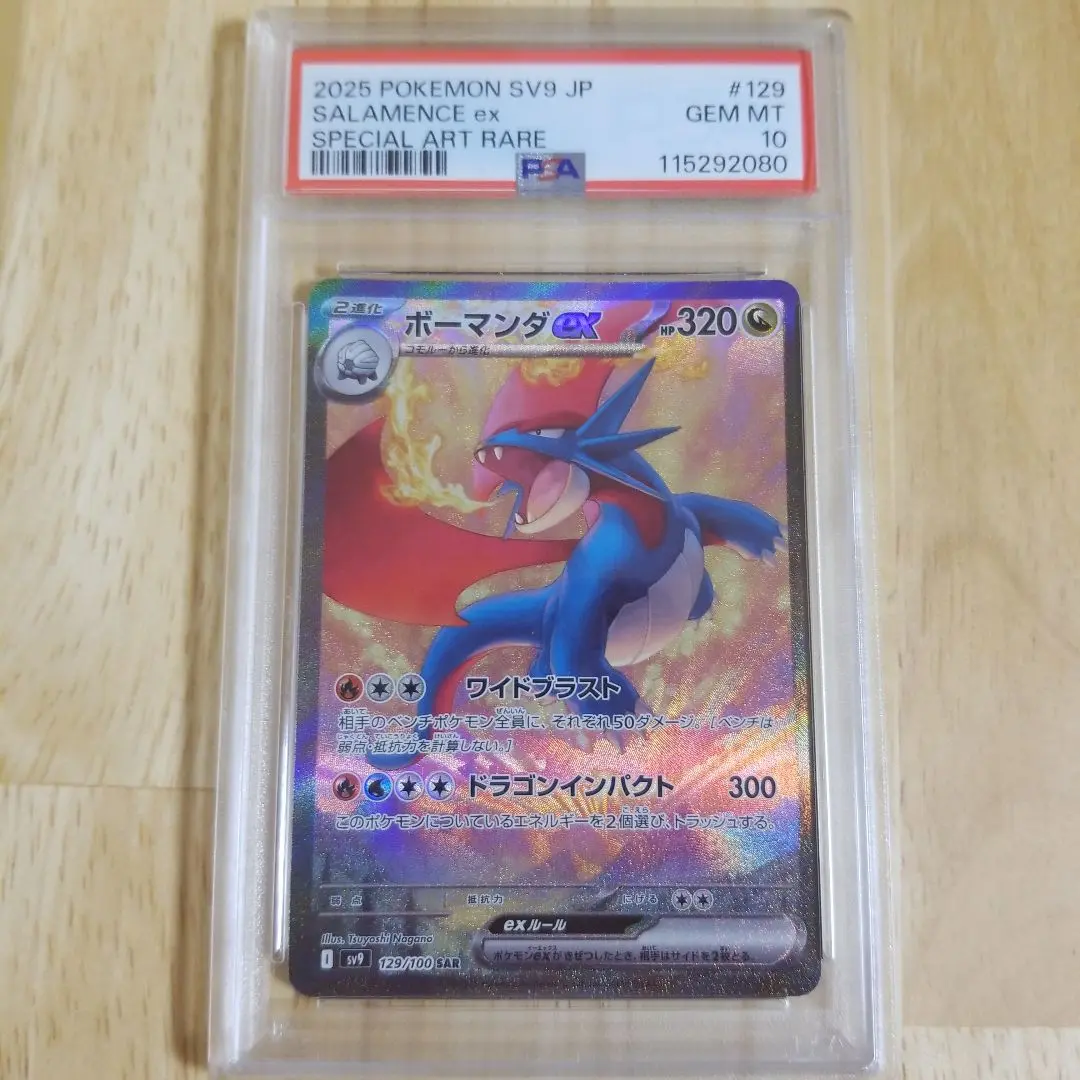 2025 POKEMON SV9 JP #129
SALAMENCE ex GEM MT
SPECIAL ART RARE 10
PSA 115292080
2進化 ボーマンダex HP320
コモルーから進化
ワイドブラスト
相手のベンチポケモン全員に、それぞれ50ダメージ。[ベンチは
弱点・抵抗力を計算しない。]
ドラゴンインパクト 300
このポケモンについているエネルギーを2個選び、トラッシュする。
弱点 抵抗力 にげる
Illus. Tsuyoshi Nagano
exルール
I sv9 129/100 SAR
ポケモンexがきぜつしたとき、相手はサイドを2枚とる。